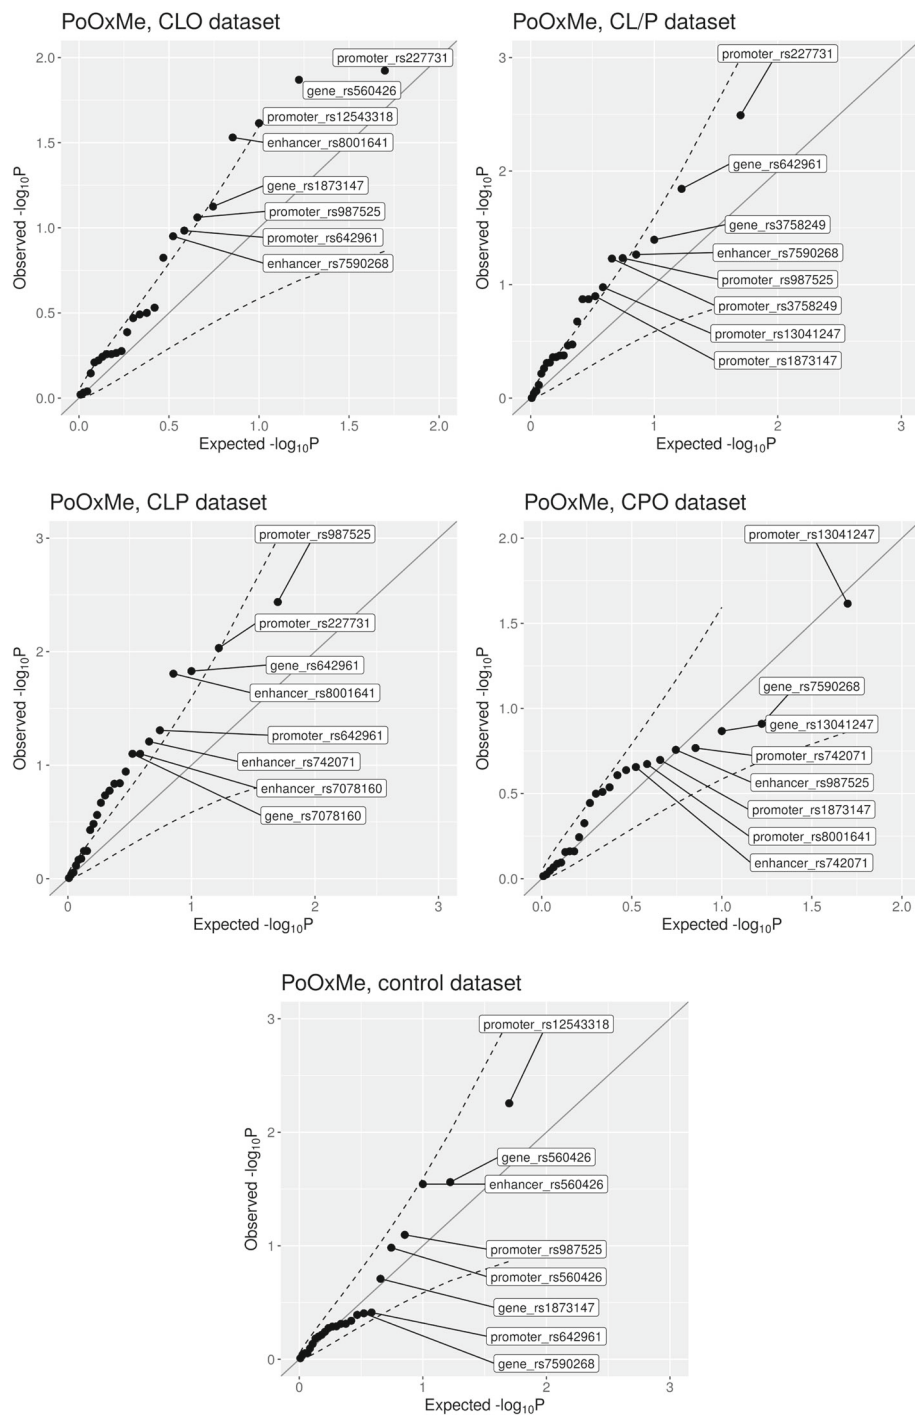 PoOxMe, CLO dataset
promoter_rs227731
gene_rs560426
promoter_rs12543318
enhancer_rs8001641
gene_rs1873147
promoter_rs987525
promoter_rs642961
enhancer_rs7590268
2.0
1.5
1.0
0.5
0.0
Observed -log10P
0.0 0.5 1.0 1.5 2.0
Expected -log10P
PoOxMe, CL/P dataset
promoter_rs227731
gene_rs642961
gene_rs3758249
enhancer_rs7590268
promoter_rs987525
promoter_rs3758249
promoter_rs13041247
promoter_rs1873147
3
2
1
0
Observed -log10P
0 1 2 3
Expected -log10P
PoOxMe, CLP dataset
promoter_rs987525
promoter_rs227731
gene_rs642961
enhancer_rs8001641
promoter_rs642961
enhancer_rs742071
enhancer_rs7078160
gene_rs7078160
3
2
1
0
Observed -log10P
0 1 2 3
Expected -log10P
PoOxMe, CPO dataset
promoter_rs13041247
gene_rs7590268
gene_rs13041247
promoter_rs742071
enhancer_rs987525
promoter_rs1873147
promoter_rs8001641
enhancer_rs742071
2.0
1.5
1.0
0.5
0.0
Observed -log10P
0.0 0.5 1.0 1.5 2.0
Expected -log10P
PoOxMe, control dataset
promoter_rs12543318
gene_rs560426
enhancer_rs560426
promoter_rs987525
promoter_rs560426
gene_rs1873147
promoter_rs642961
gene_rs7590268
3
2
1
0
Observed -log10P
0 1 2 3
Expected -log10P